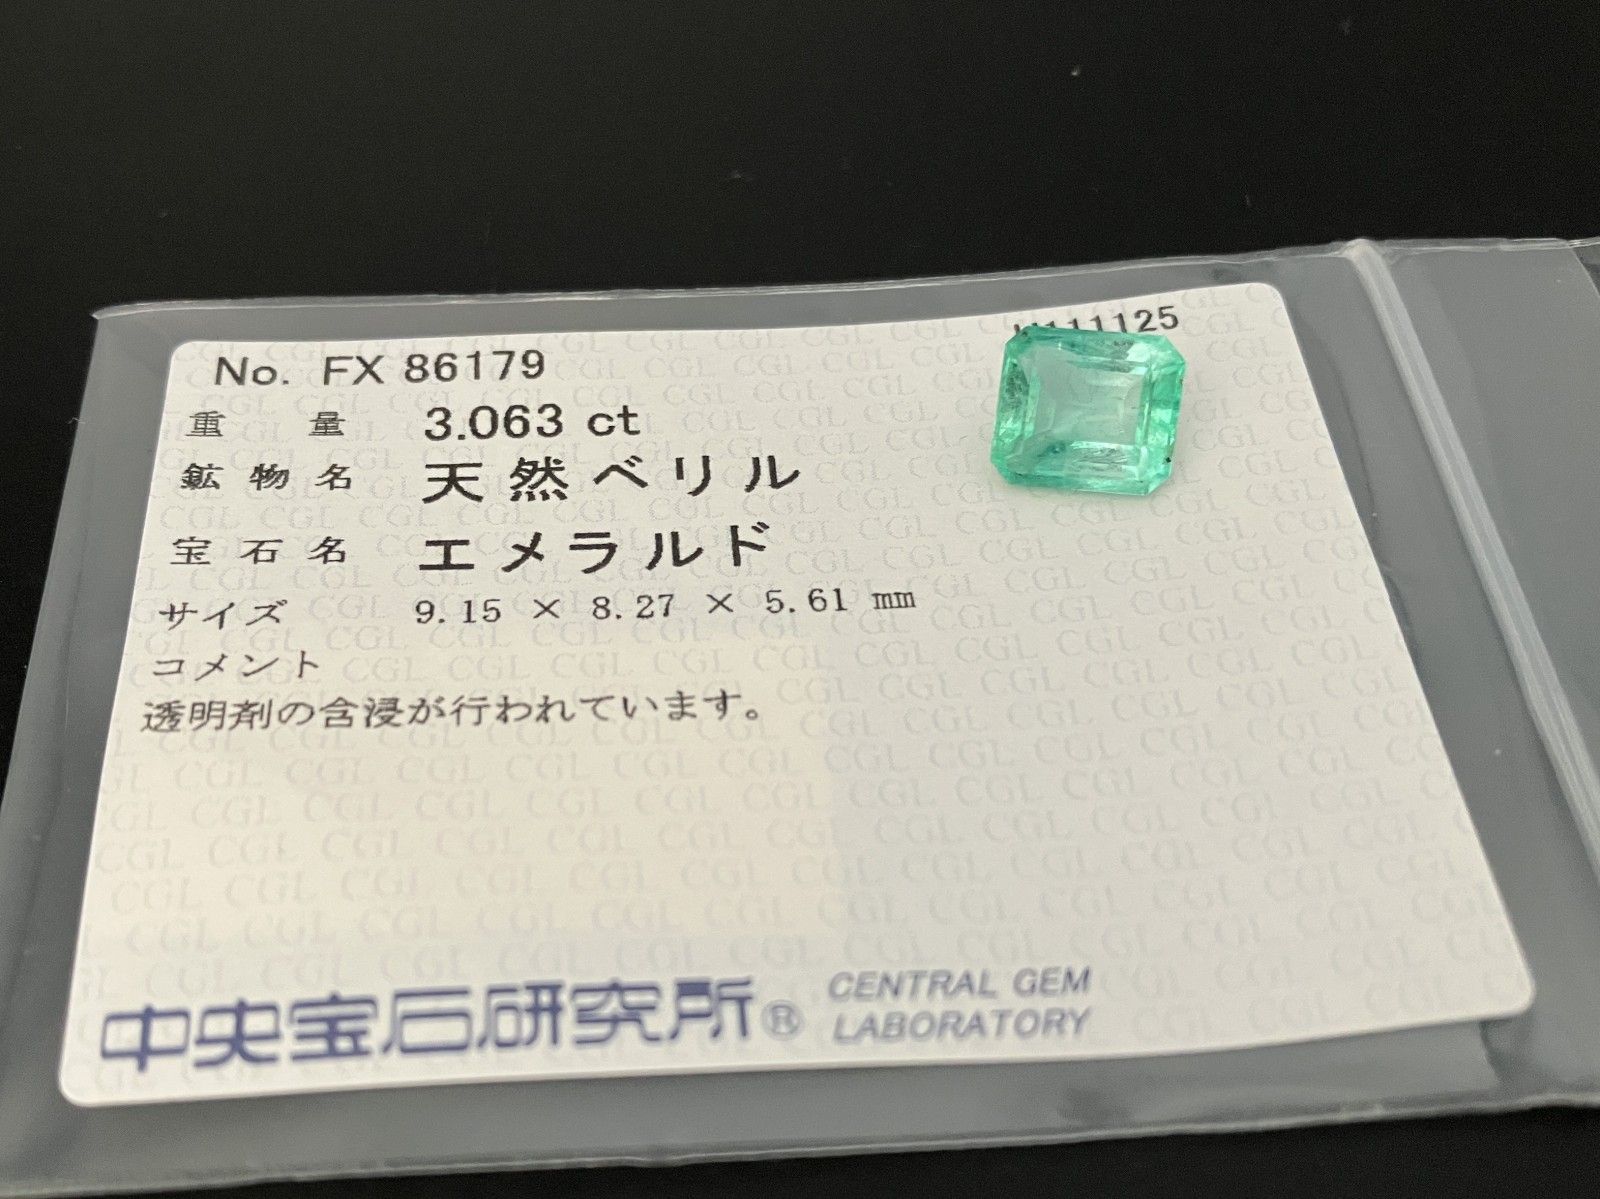 No. FX 86179
重量 3.063 ct
鉱物名 天然ベリル
宝石名 エメラルド
サイズ 9.15 × 8.27 × 5.61 mm
コメント
透明剤の含浸が行われています。
中央宝石研究所® CENTRAL GEM
LABORATORY